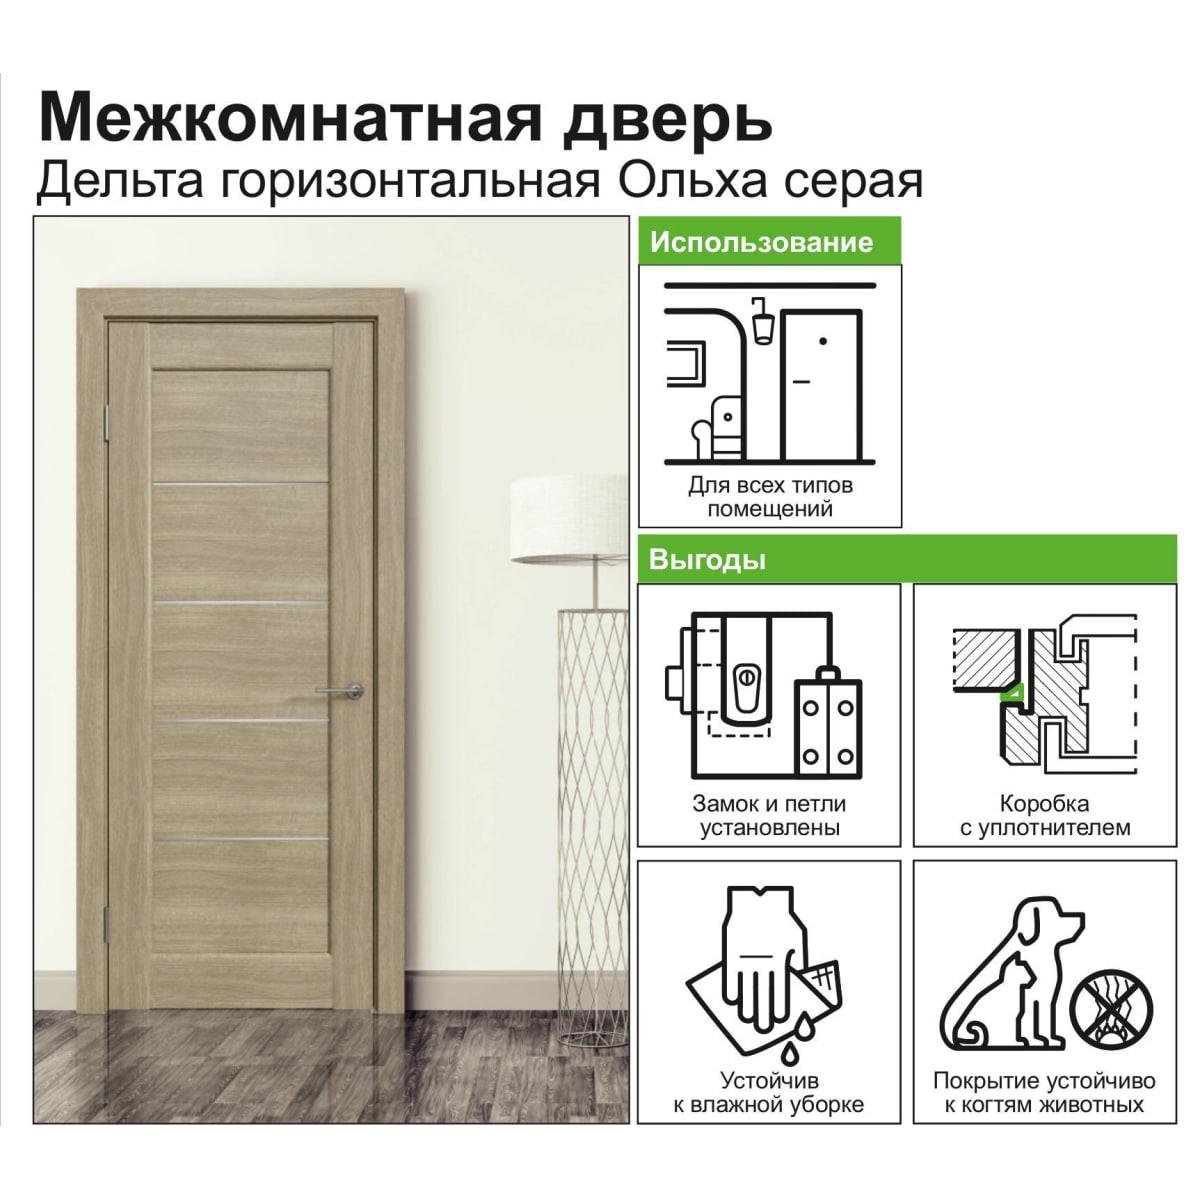 Межкомнатная дверь
Дельта горизонтальная Ольха серая
Использование
Для всех типов
помещений
Выгоды
Замок и петли
установлены
Коробка
с уплотнителем
Устойчив
к влажной уборке
Покрытие устойчиво
к когтям животных